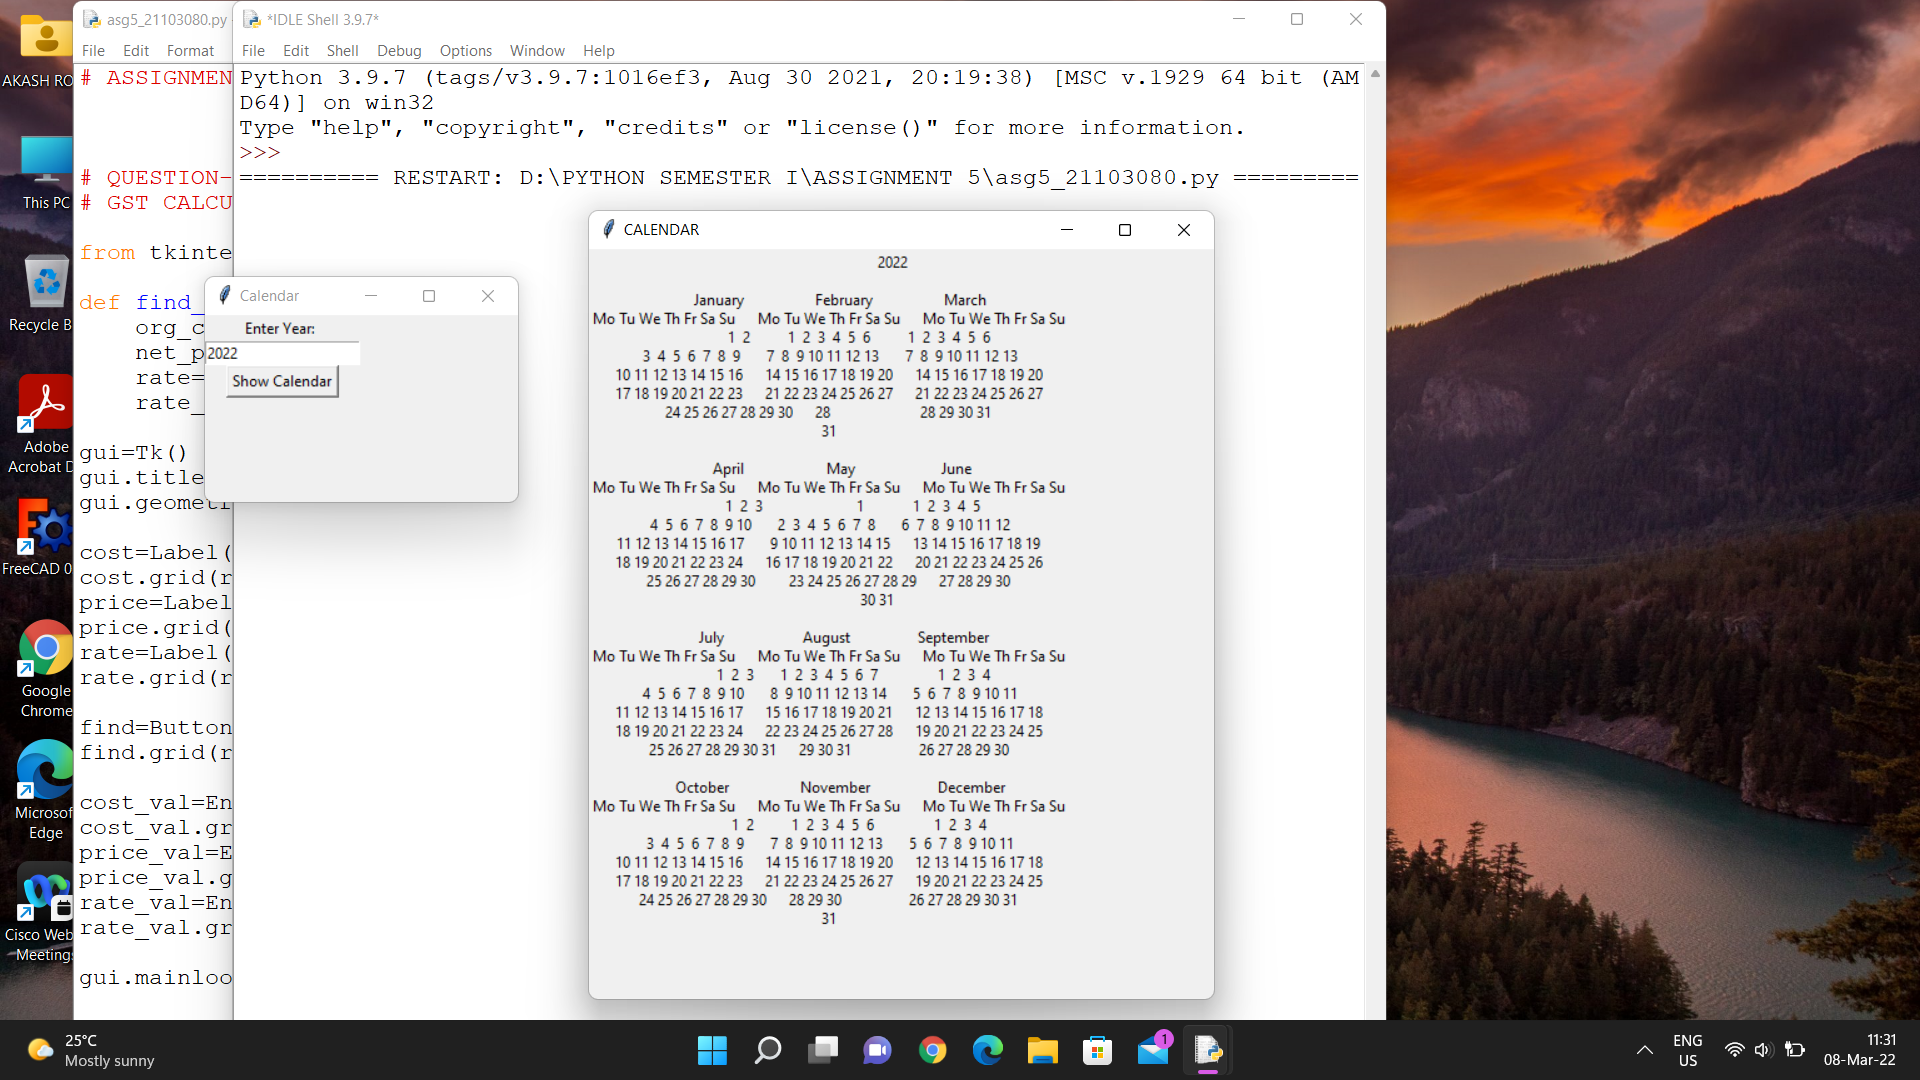 AKASH RO
This PC
Recycle B
Adobe
Acrobat D
FreeCAD 0
Google
Chrome
Microsof
Edge
Cisco Web
Meeting
asg5_21103080.py
File Edit Format
# ASSIGNMEN
# QUESTION-
# GST CALCU
from tkinte
def find_
org_c
net_p
rate=
rate_
gui=Tk()
gui.title
gui.geomet
cost=Label(
cost.grid(r
price=Label
price.grid(
rate=Label(
rate.grid(r
find=Button
find.grid(r
cost_val=En
cost_val.gr
price_val=E
price_val.g
rate_val=En
rate_val.gr
gui.mainloo
*IDLE Shell 3.9.7*
File Edit Shell Debug Options Window Help
Python 3.9.7 (tags/v3.9.7:1016ef3, Aug 30 2021, 20:19:38) [MSC v.1929 64 bit (AM
D64)] on win32
Type "help", "copyright", "credits" or "license()" for more information.
>>>
========== RESTART: D:\PYTHON SEMESTER I\ASSIGNMENT 5\asg5_21103080.py =========
Calendar
Enter Year:
2022
Show Calendar
CALENDAR
2022
January February March
Mo Tu We Th Fr Sa Su Mo Tu We Th Fr Sa Su Mo Tu We Th Fr Sa Su
1 2 1 2 3 4 5 6 1 2 3 4 5 6
3 4 5 6 7 8 9 7 8 9 10 11 12 13 7 8 9 10 11 12 13
10 11 12 13 14 15 16 14 15 16 17 18 19 20 14 15 16 17 18 19 20
17 18 19 20 21 22 23 21 22 23 24 25 26 27 21 22 23 24 25 26 27
24 25 26 27 28 29 30 28 28 29 30 31
31
April May June
Mo Tu We Th Fr Sa Su Mo Tu We Th Fr Sa Su Mo Tu We Th Fr Sa Su
1 2 3 1 1 2 3 4 5
4 5 6 7 8 9 10 2 3 4 5 6 7 8 6 7 8 9 10 11 12
11 12 13 14 15 16 17 9 10 11 12 13 14 15 13 14 15 16 17 18 19
18 19 20 21 22 23 24 16 17 18 19 20 21 22 20 21 22 23 24 25 26
25 26 27 28 29 30 23 24 25 26 27 28 29 27 28 29 30
30 31
July August September
Mo Tu We Th Fr Sa Su Mo Tu We Th Fr Sa Su Mo Tu We Th Fr Sa Su
1 2 3 1 2 3 4 5 6 7 1 2 3 4
4 5 6 7 8 9 10 8 9 10 11 12 13 14 5 6 7 8 9 10 11
11 12 13 14 15 16 17 15 16 17 18 19 20 21 12 13 14 15 16 17 18
18 19 20 21 22 23 24 22 23 24 25 26 27 28 19 20 21 22 23 24 25
25 26 27 28 29 30 31 29 30 31 26 27 28 29 30
October November December
Mo Tu We Th Fr Sa Su Mo Tu We Th Fr Sa Su Mo Tu We Th Fr Sa Su
1 2 1 2 3 4 5 6 1 2 3 4
3 4 5 6 7 8 9 7 8 9 10 11 12 13 5 6 7 8 9 10 11
10 11 12 13 14 15 16 14 15 16 17 18 19 20 12 13 14 15 16 17 18
17 18 19 20 21 22 23 21 22 23 24 25 26 27 19 20 21 22 23 24 25
24 25 26 27 28 29 30 28 29 30 26 27 28 29 30 31
31
25°C
Mostly sunny
1
ENG
US
11:31
08-Mar-22